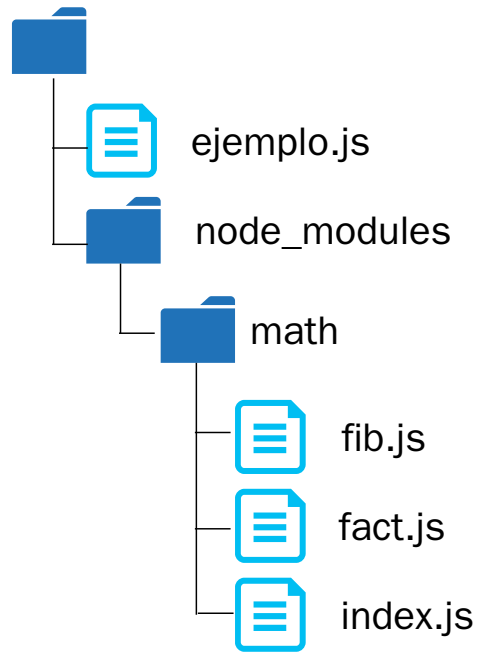 ejemplo.js
node_modules
math
fib.js
fact.js
index.js